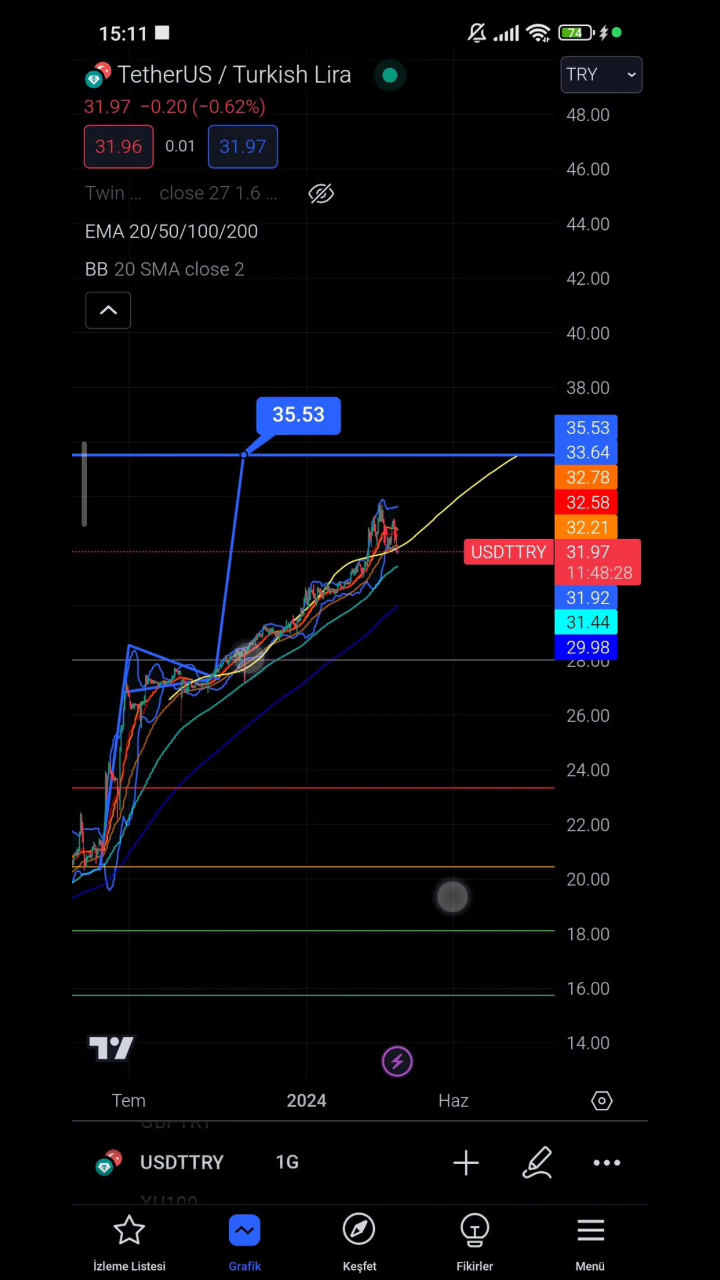 15:11
74
TetherUS / Turkish Lira
TRY
31.97 −0.20 (−0.62%)
31.96 0.01 31.97
Twin ... close 27 1.6 ...
EMA 20/50/100/200
BB 20 SMA close 2
48.00
46.00
44.00
42.00
40.00
38.00
35.53
35.53
33.64
32.78
32.58
32.21
USDTTRY 31.97
11:48:28
31.92
31.44
29.98
28.00
26.00
24.00
22.00
20.00
18.00
16.00
14.00
Tem 2024 Haz
GBPTRY
USDTTRY 1G
XU100
İzleme Listesi Grafik Keşfet Fikirler Menü